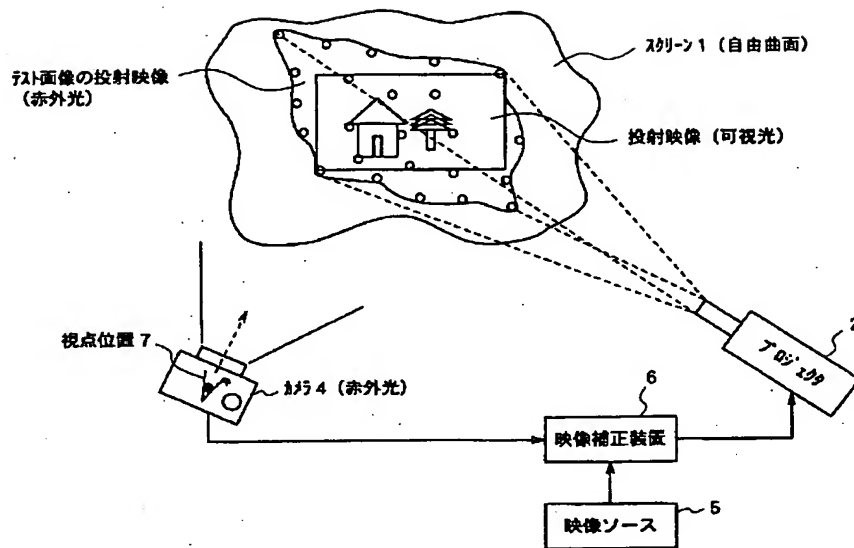 スクリーン1(自由曲面)
テスト画像の投射映像
(赤外光)
投射映像(可視光)
視点位置 7
カメラ 4(赤外光)
プロジェクタ
2
6
映像補正装置
5
映像ソース